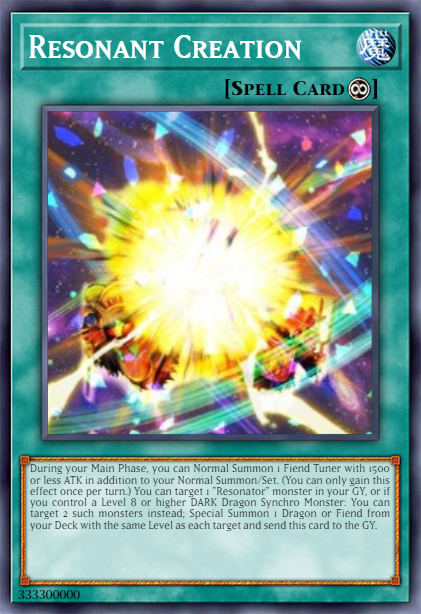 Resonant Creation
魔
[Spell Card]
During your Main Phase, you can Normal Summon 1 Fiend Tuner with 1500
or less ATK in addition to your Normal Summon/Set. (You can only gain this
effect once per turn.) You can target 1 "Resonator" monster in your GY, or if
you control a Level 8 or higher DARK Dragon Synchro Monster: You can
target 2 such monsters instead; Special Summon 1 Dragon or Fiend from
your Deck with the same Level as each target and send this card to the GY.
333300000